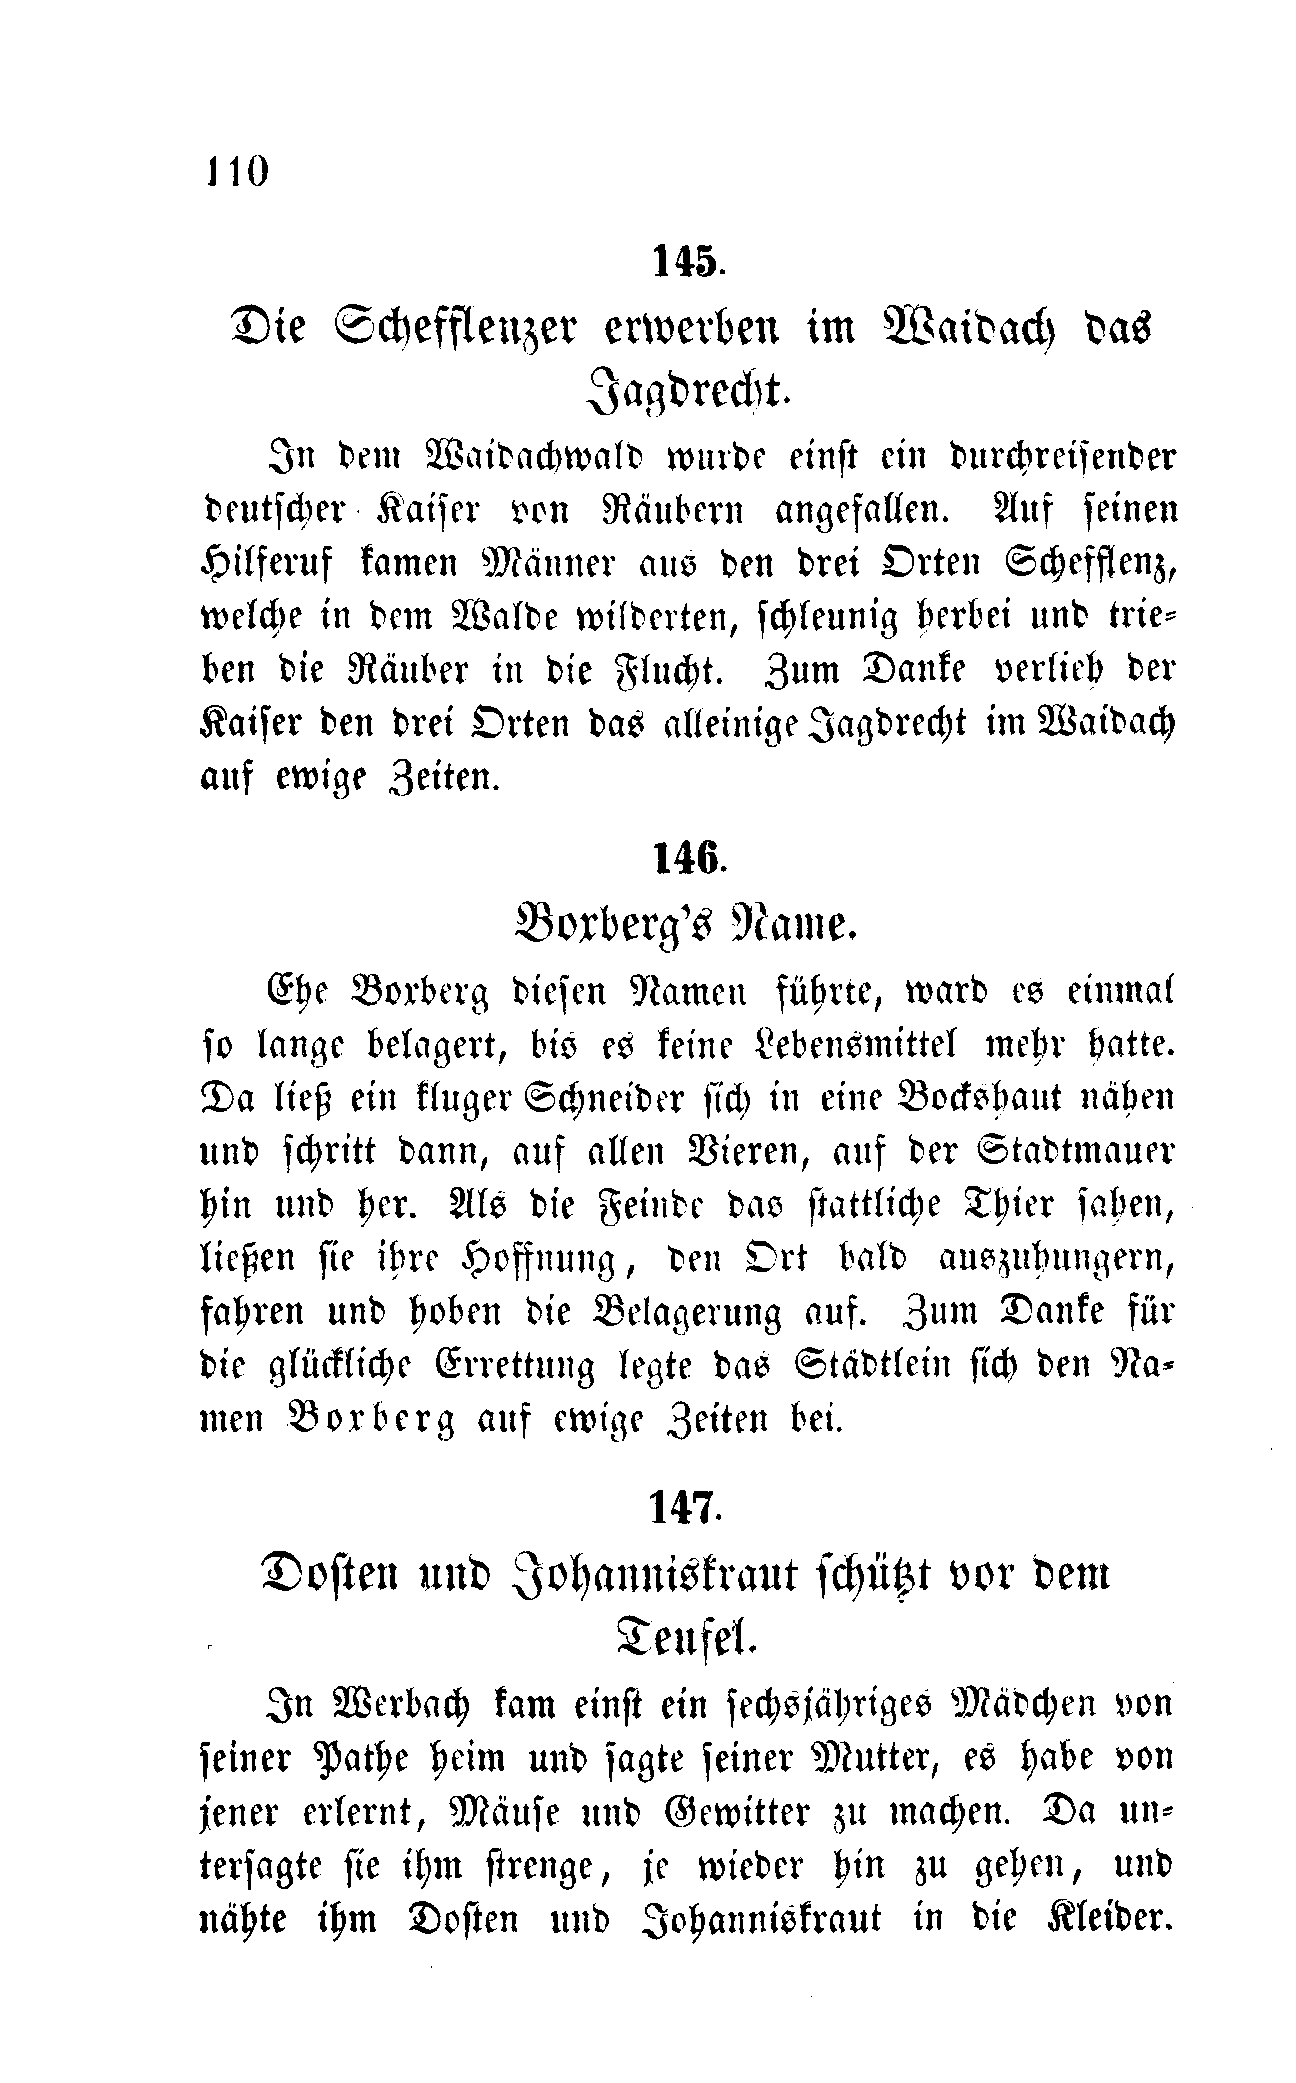 110
145.
Die Schefflenzer erwerben im Waidach das
Jagdrecht.
In dem Waidachwald wurde einst ein durchreisender
deutscher Kaiser von Räubern angefallen. Auf seinen
Hilferuf kamen Männer aus den drei Orten Schefflenz,
welche in dem Walde wilderten, schleunig herbei und trie-
ben die Räuber in die Flucht. Zum Danke verlieh der
Kaiser den drei Orten das alleinige Jagdrecht im Waidach
auf ewige Zeiten.
146.
Boxberg's Name.
Ehe Boxberg diesen Namen führte, ward es einmal
so lange belagert, bis es keine Lebensmittel mehr hatte.
Da ließ ein kluger Schneider sich in eine Bockshaut nähen
und schritt dann, auf allen Vieren, auf der Stadtmauer
hin und her. Als die Feinde das stattliche Thier sahen,
ließen sie ihre Hoffnung, den Ort bald auszuhungern,
fahren und hoben die Belagerung auf. Zum Danke für
die glückliche Errettung legte das Städtlein sich den Na-
men Boxberg auf ewige Zeiten bei.
147.
Dosten und Johanniskraut schützt vor dem
Teufel.
In Werbach kam einst ein sechsjähriges Mädchen von
seiner Pathe heim und sagte seiner Mutter, es habe von
jener erlernt, Mäuse und Gewitter zu machen. Da un-
tersagte sie ihm strenge, je wieder hin zu gehen, und
nähte ihm Dosten und Johanniskraut in die Kleider.